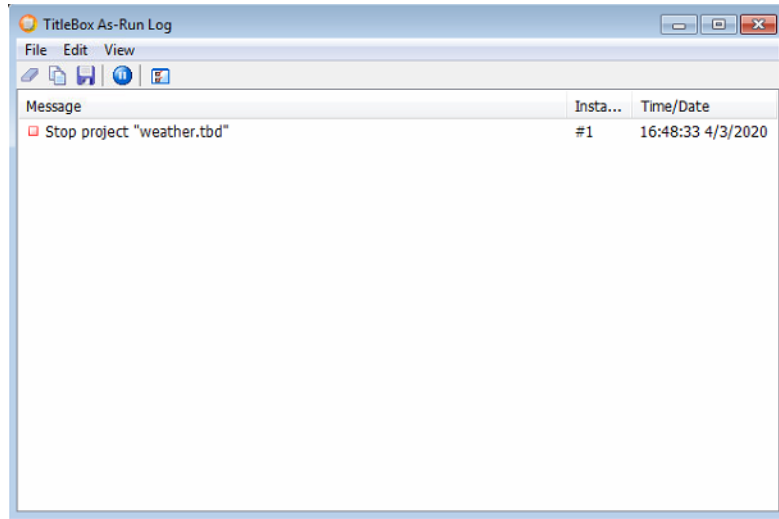 TitleBox As-Run Log
File Edit View
Message Insta... Time/Date
Stop project "weather.tbd" #1 16:48:33 4/3/2020